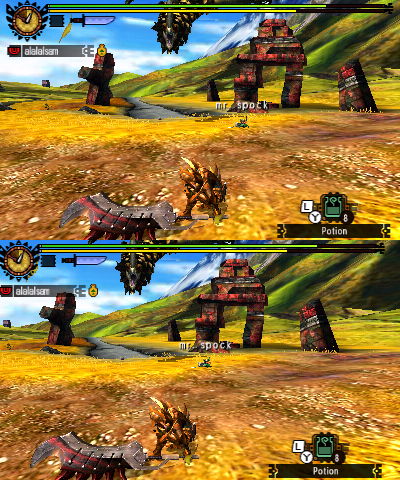 alalalsam
mr. spock
L
Y
8
Potion
alalalsam
mr. spock
L
Y
8
Potion